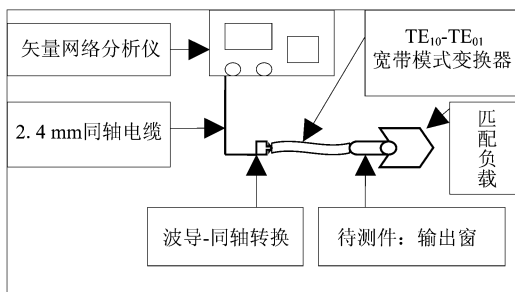 矢量网络分析仪
TE10-TE01
宽带模式变换器
2.4 mm同轴电缆
匹
配
负
载
波导-同轴转换
待测件：输出窗